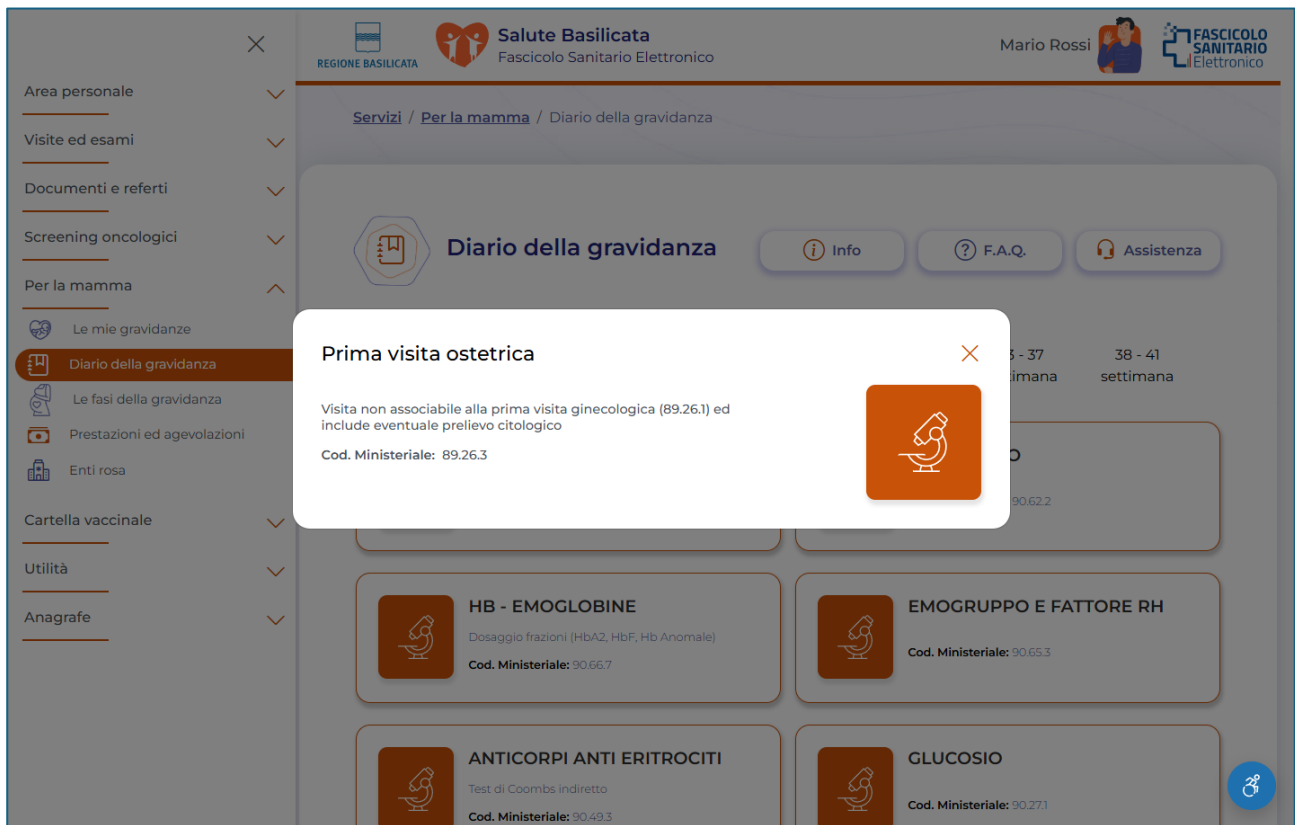 REGIONE BASILICATA
Salute Basilicata
Fascicolo Sanitario Elettronico
Mario Rossi
FASCICOLO
SANITARIO
Elettronico
Area personale
Visite ed esami
Documenti e referti
Screening oncologici
Per la mamma
Le mie gravidanze
Diario della gravidanza
Le fasi della gravidanza
Prestazioni ed agevolazioni
Enti rosa
Cartella vaccinale
Utilità
Anagrafe
Servizi / Per la mamma / Diario della gravidanza
Diario della gravidanza
Info
F.A.Q.
Assistenza
- 37
38 - 41
settimana
Prima visita ostetrica
Visita non associabile alla prima visita ginecologica (89.26.1) ed
include eventuale prelievo citologico
Cod. Ministeriale: 89.26.3
90.62.2
HB - EMOGLOBINE
Dosaggio frazioni (HbA2, HbF, Hb Anomale)
Cod. Ministeriale: 90.66.7
EMOGRUPPO E FATTORE RH
Cod. Ministeriale: 90.65.3
ANTICORPI ANTI ERITROCITI
Test di Coombs indiretto
Cod. Ministeriale: 90.49.3
GLUCOSIO
Cod. Ministeriale: 90.27.1